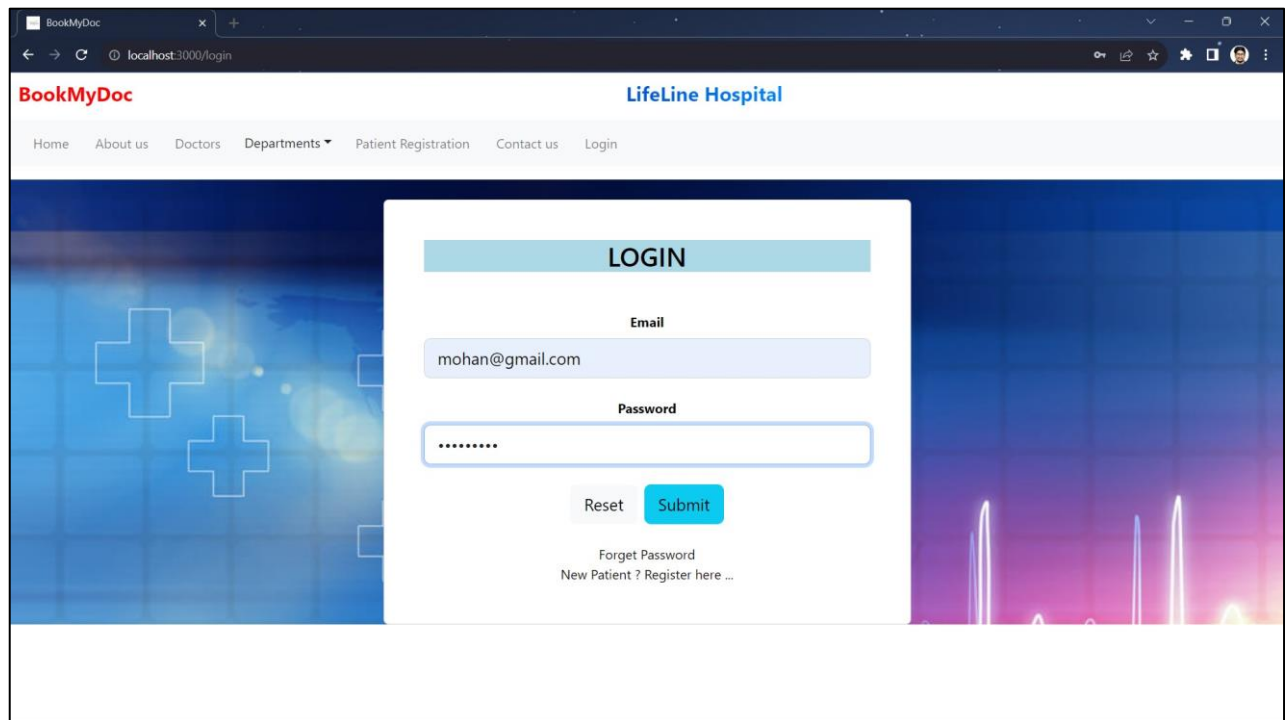 BookMyDoc
localhost:3000/login
BookMyDoc LifeLine Hospital
Home About us Doctors Departments Patient Registration Contact us Login
LOGIN
Email
mohan@gmail.com
Password
•••••••••
Reset Submit
Forget Password
New Patient ? Register here ...